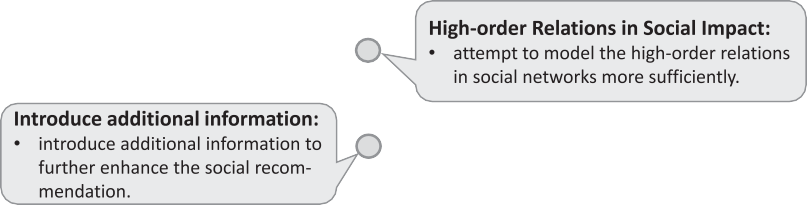 High-order Relations in Social Impact:
• attempt to model the high-order relations
in social networks more sufficiently.
Introduce additional information:
• introduce additional information to
further enhance the social recom-
mendation.